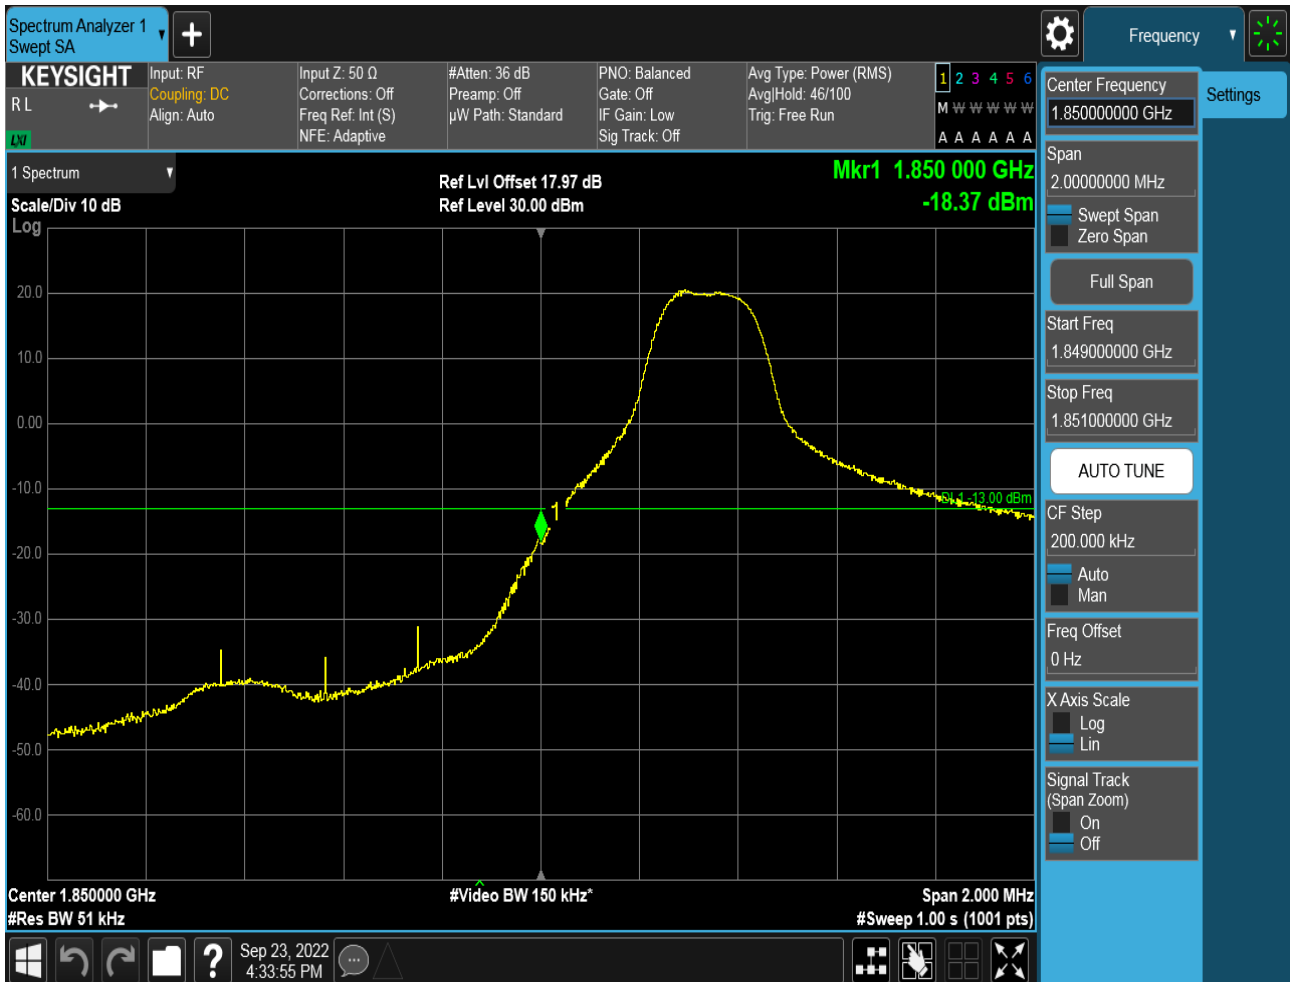 Spectrum Analyzer 1
Swept SA
Frequency
KEYSIGHT
R L
LXI
Input: RF
Coupling: DC
Align: Auto
Input Z: 50 Ω
Corrections: Off
Freq Ref: Int (S)
NFE: Adaptive
#Atten: 36 dB
Preamp: Off
µW Path: Standard
PNO: Balanced
Gate: Off
IF Gain: Low
Sig Track: Off
Avg Type: Power (RMS)
Avg|Hold: 46/100
Trig: Free Run
1 2 3 4 5 6
M W W W W W
A A A A A A
1 Spectrum
Scale/Div 10 dB
Log
Ref Lvl Offset 17.97 dB
Ref Level 30.00 dBm
Mkr1 1.850 000 GHz
-18.37 dBm
20.0
10.0
0.00
-10.0
-20.0
-30.0
-40.0
-50.0
-60.0
1
DL1 -13.00 dBm
Center 1.850000 GHz
#Res BW 51 kHz
#Video BW 150 kHz*
Span 2.000 MHz
#Sweep 1.00 s (1001 pts)
Sep 23, 2022
4:33:55 PM
?
Center Frequency
1.850000000 GHz
Settings
Span
2.00000000 MHz
Swept Span
Zero Span
Full Span
Start Freq
1.849000000 GHz
Stop Freq
1.851000000 GHz
AUTO TUNE
CF Step
200.000 kHz
Auto
Man
Freq Offset
0 Hz
X Axis Scale
Log
Lin
Signal Track
(Span Zoom)
On
Off